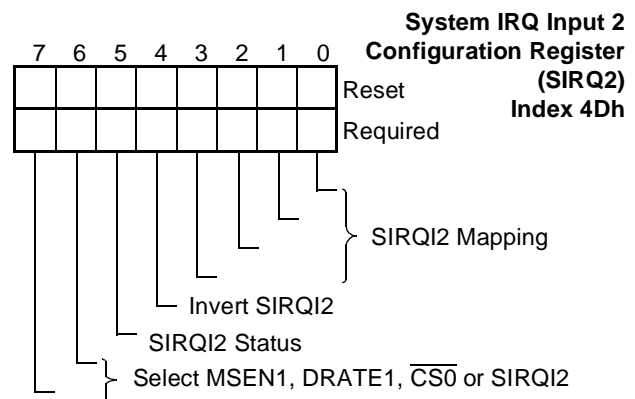 System IRQ Input 2
Configuration Register
(SIRQ2)
Index 4Dh
7 6 5 4 3 2 1 0
Reset
Required
SIRQI2 Mapping
Invert SIRQI2
SIRQI2 Status
Select MSEN1, DRATE1, C̅S̅0̅ or SIRQI2